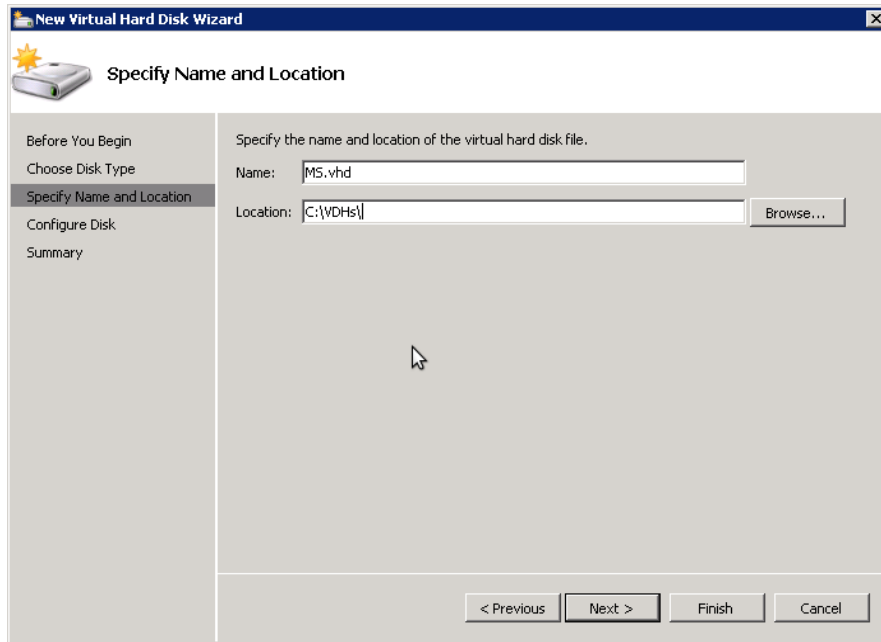 New Virtual Hard Disk Wizard
Specify Name and Location
Before You Begin
Choose Disk Type
Specify Name and Location
Configure Disk
Summary
Specify the name and location of the virtual hard disk file.
Name: MS.vhd
Location: C:\VDHs\ Browse...
< Previous Next > Finish Cancel